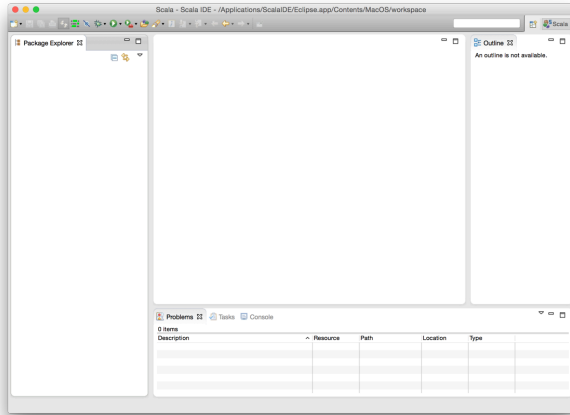 Scala - Scala IDE - /Applications/ScalaIDE/Eclipse.app/Contents/MacOS/workspace
Scala
Package Explorer
Outline
An outline is not available.
Problems Tasks Console
0 items
Description Resource Path Location Type